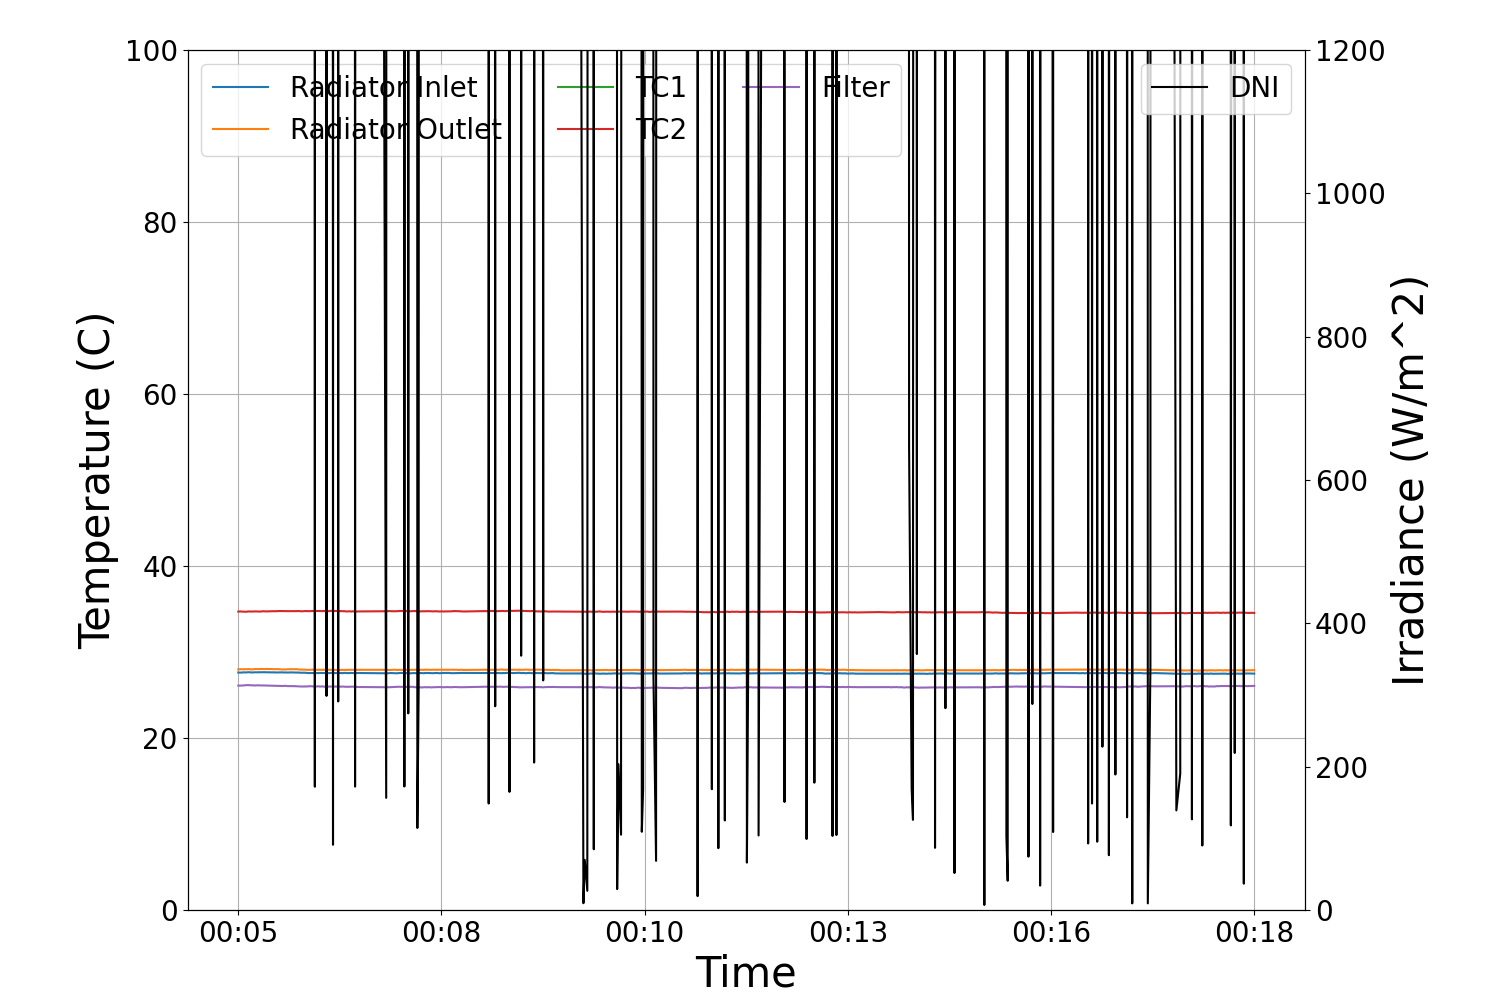 100
80
60
40
20
0
Temperature (C)
Radiator Inlet
Radiator Outlet
TC1
TC2
Filter
DNI
1200
1000
800
600
400
200
0
Irradiance (W/m^2)
00:05 00:08 00:10 00:13 00:16 00:18
Time